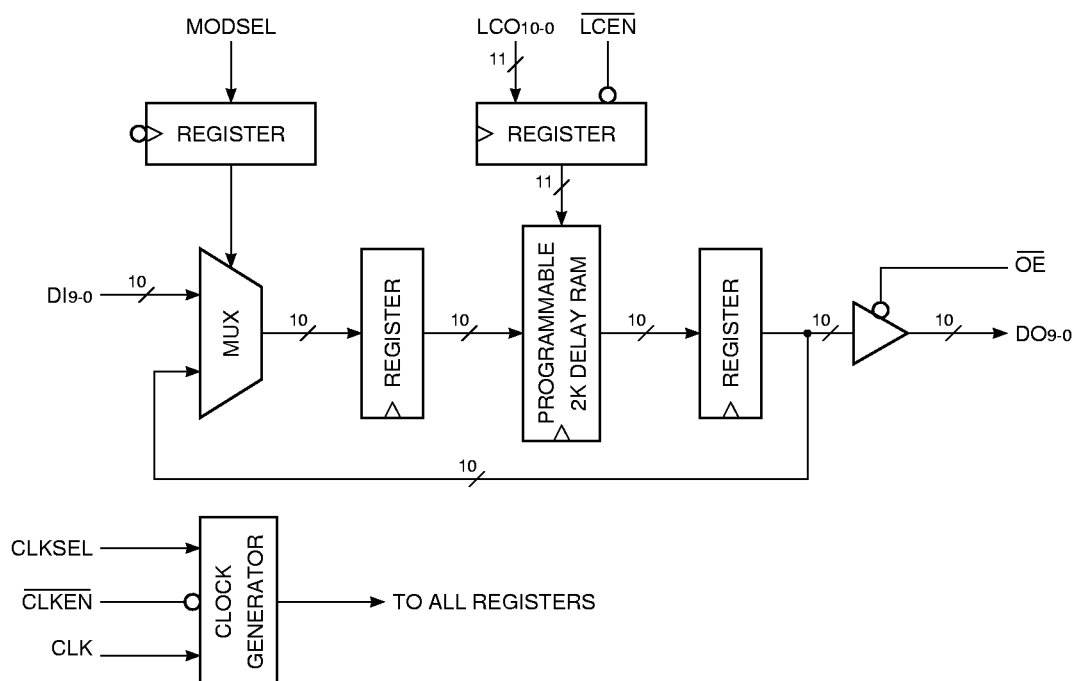 MODSEL
LCO10-0
LCEN
11
REGISTER
REGISTER
11
DI9-0
10
MUX
10
REGISTER
10
PROGRAMMABLE
2K DELAY RAM
10
REGISTER
10
OE
10
DO9-0
10
CLKSEL
CLKEN
CLK
CLOCK
GENERATOR
TO ALL REGISTERS